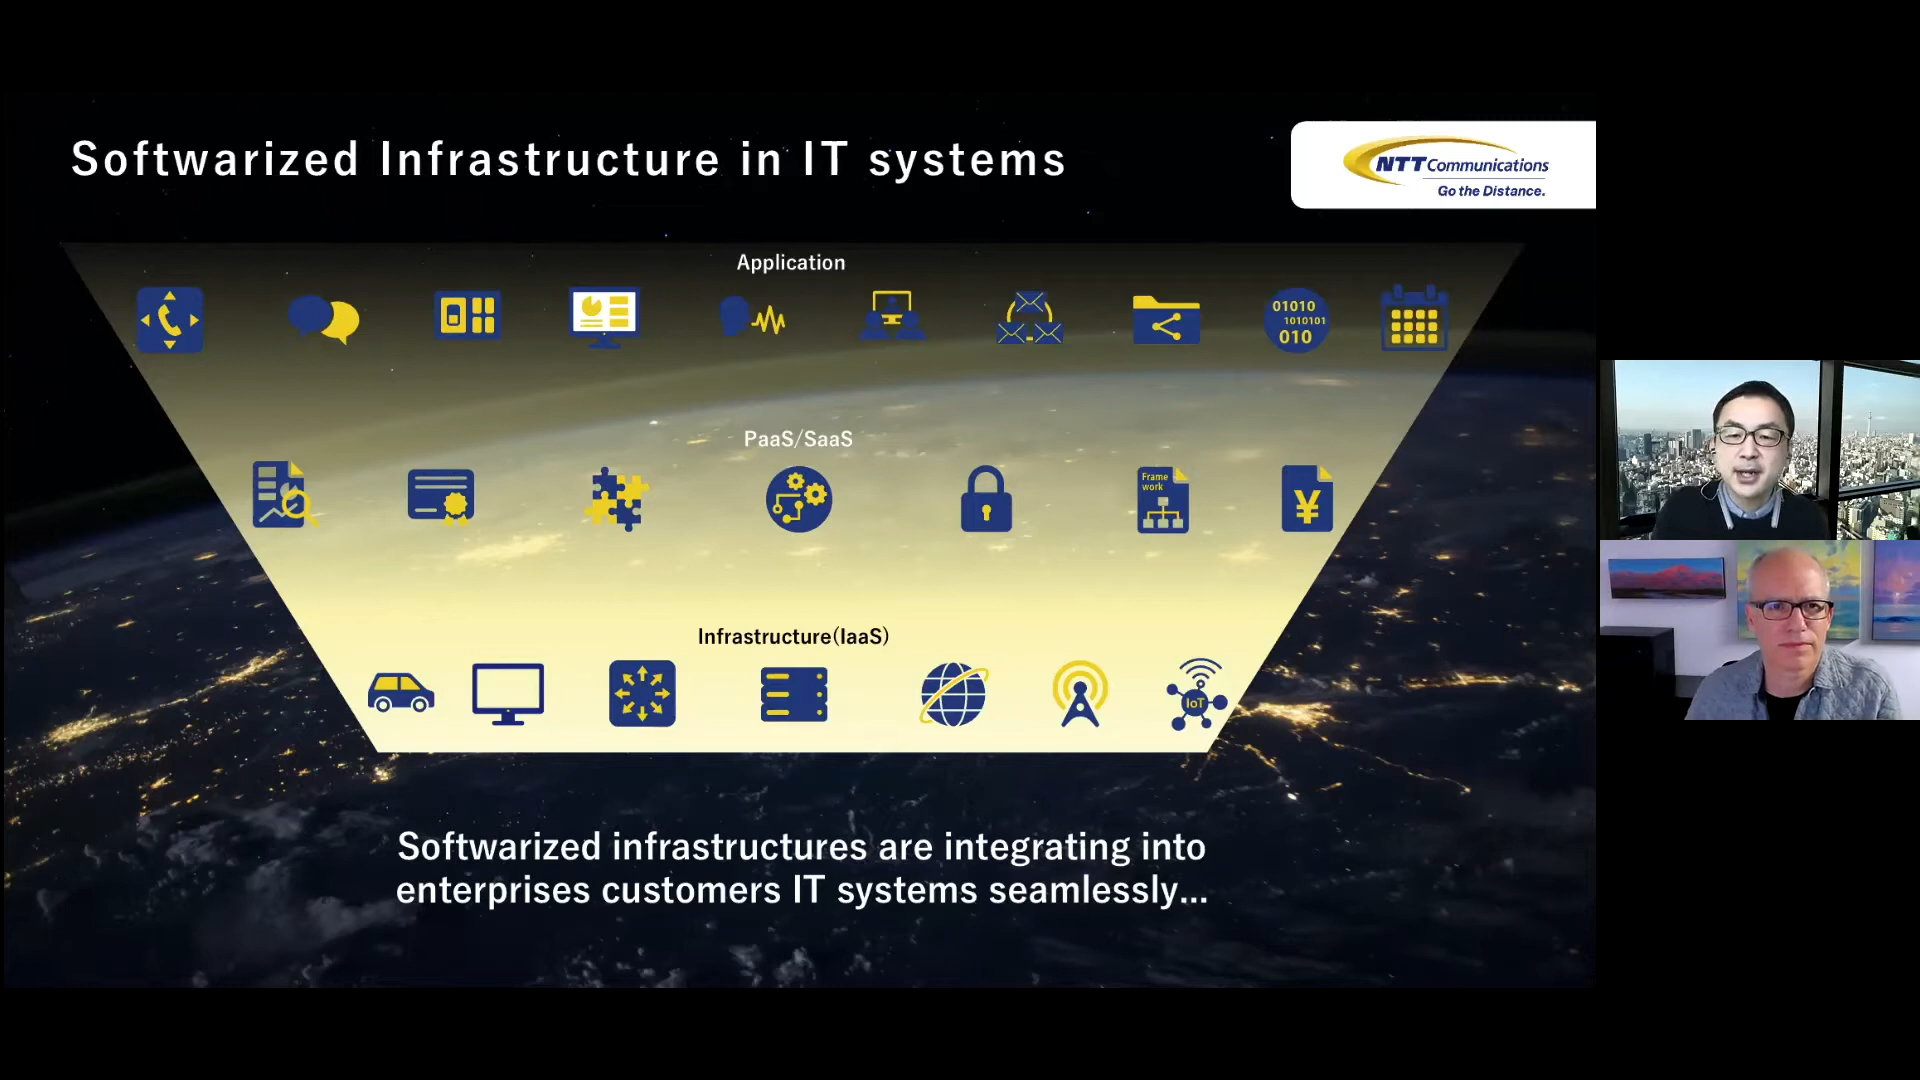 Softwarized Infrastructure in IT systems
NTT Communications
Go the Distance.
Application
01010
1010101
010
PaaS/SaaS
Frame
work
¥
Infrastructure(IaaS)
IoT
Softwarized infrastructures are integrating into
enterprises customers IT systems seamlessly...